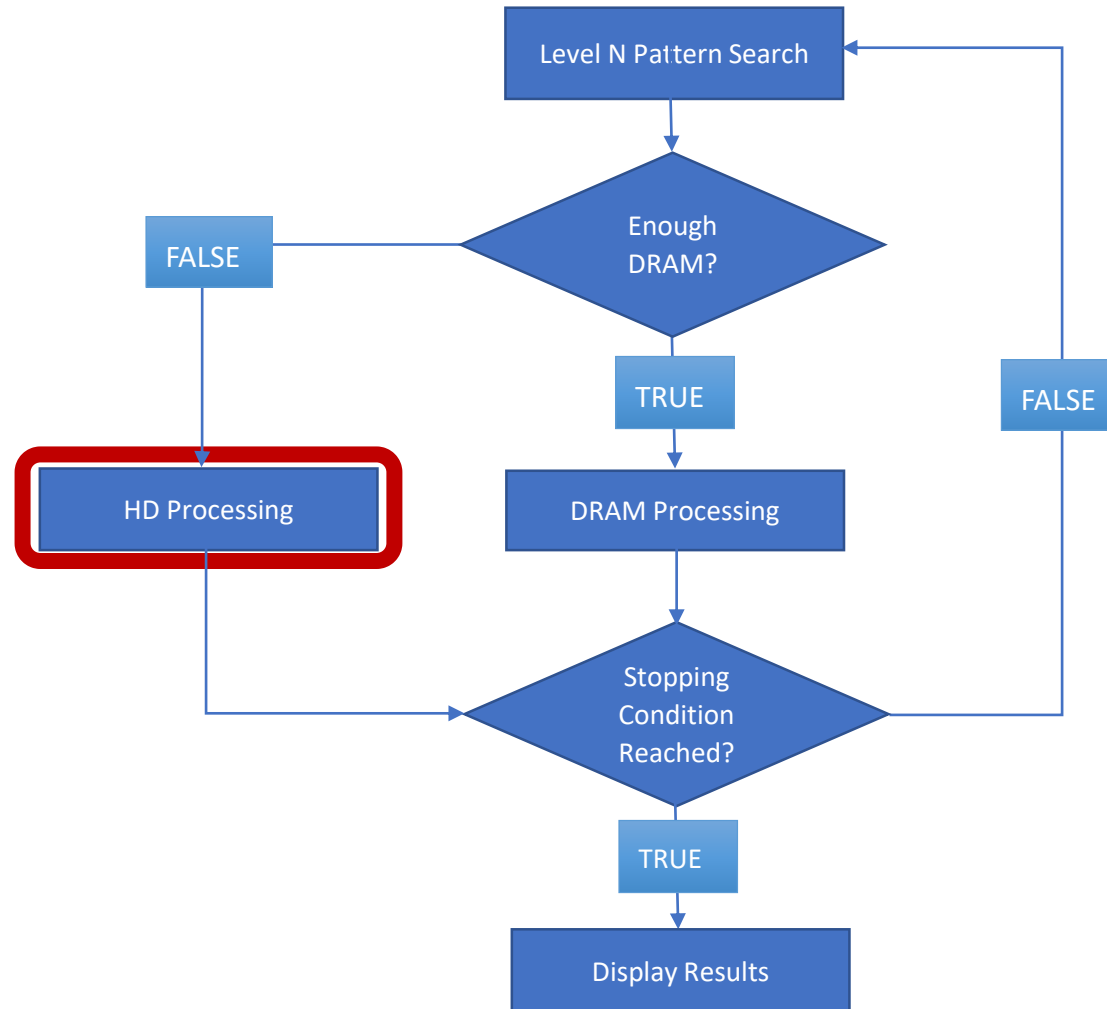 Level N Pattern Search
Enough
DRAM?
FALSE
TRUE
FALSE
HD Processing
DRAM Processing
Stopping
Condition
Reached?
TRUE
Display Results